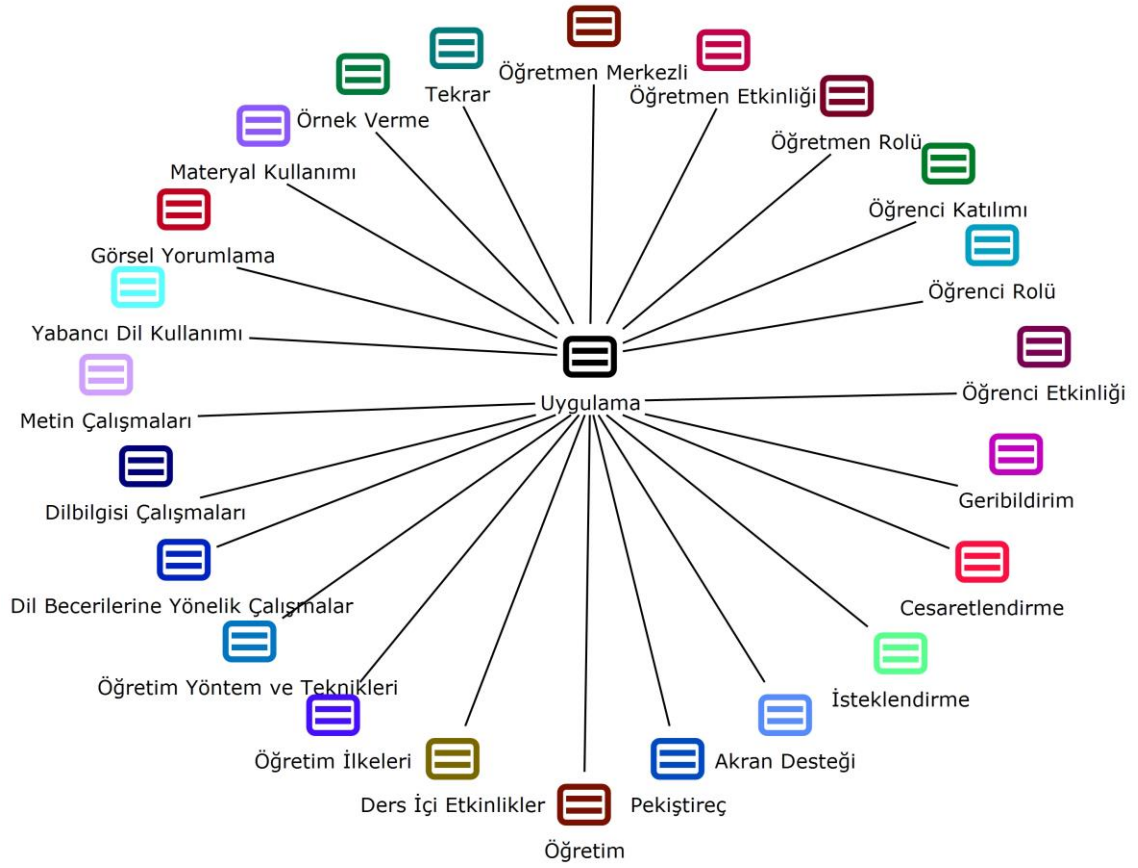 Öğretmen Merkezli
Tekrar
Öğretmen Etkinliği
Örnek Verme
Öğretmen Rolü
Materyal Kullanımı
Öğrenci Katılımı
Görsel Yorumlama
Öğrenci Rolü
Yabancı Dil Kullanımı
Öğrenci Etkinliği
Uygulama
Metin Çalışmaları
Geribildirim
Dilbilgisi Çalışmaları
Dil Becerilerine Yönelik Çalışmalar
Cesaretlendirme
Öğretim Yöntem ve Teknikleri
İsteklendirme
Öğretim İlkeleri
Akran Desteği
Ders İçi Etkinlikler
Pekiştireç
Öğretim